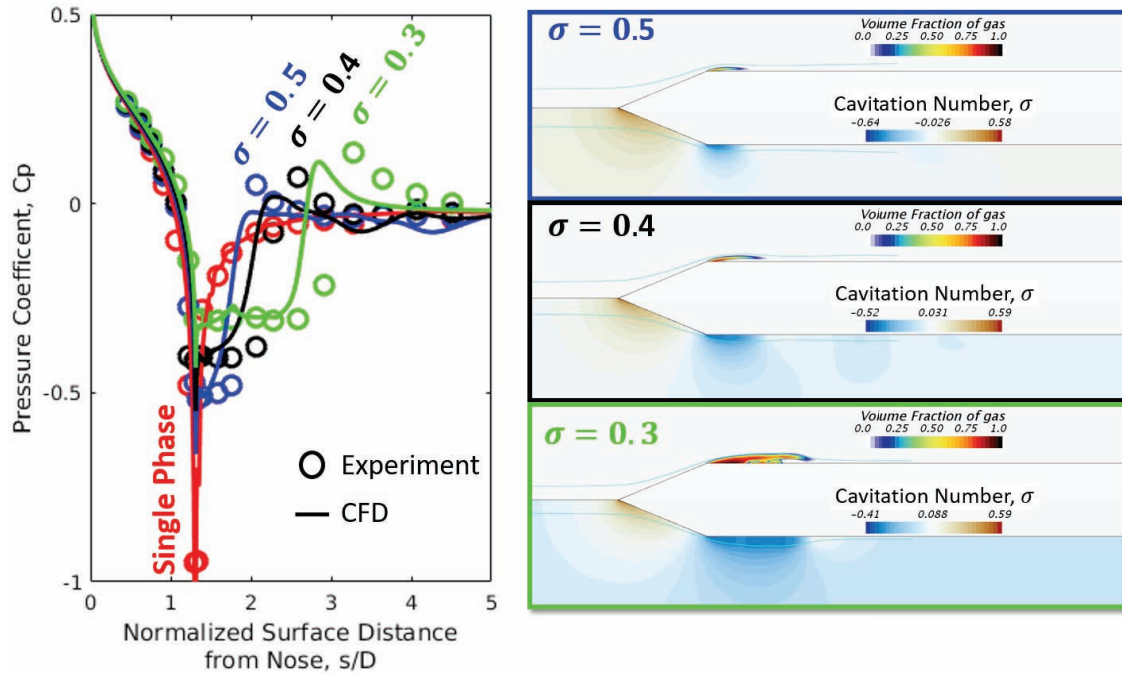 0.5
0
-0.5
-1
Pressure Coefficient, Cp
0
1
2
3
4
5
Normalized Surface Distance
from Nose, s/D
σ = 0.5
σ = 0.4
σ = 0.3
Single Phase
Experiment
CFD
σ = 0.5
Volume Fraction of gas
0.0 0.25 0.50 0.75 1.0
Cavitation Number, σ
−0.64 −0.026 0.58
σ = 0.4
Volume Fraction of gas
0.0 0.25 0.50 0.75 1.0
Cavitation Number, σ
−0.52 0.031 0.59
σ = 0.3
Volume Fraction of gas
0.0 0.25 0.50 0.75 1.0
Cavitation Number, σ
−0.41 0.088 0.59